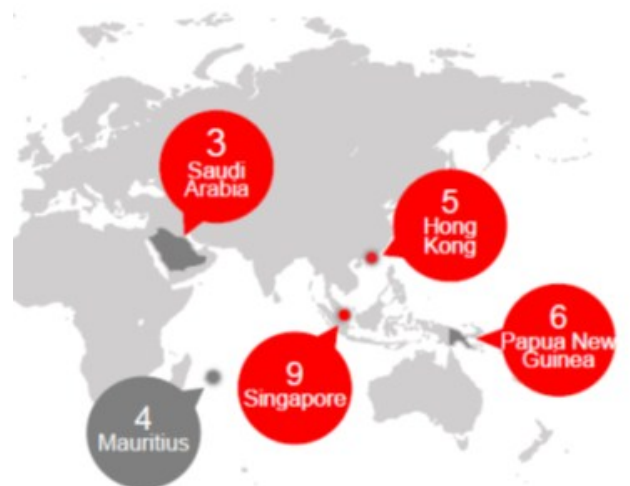 3
Saudi
Arabia
5
Hong
Kong
6
Papua New
Guinea
9
Singapore
4
Mauritius